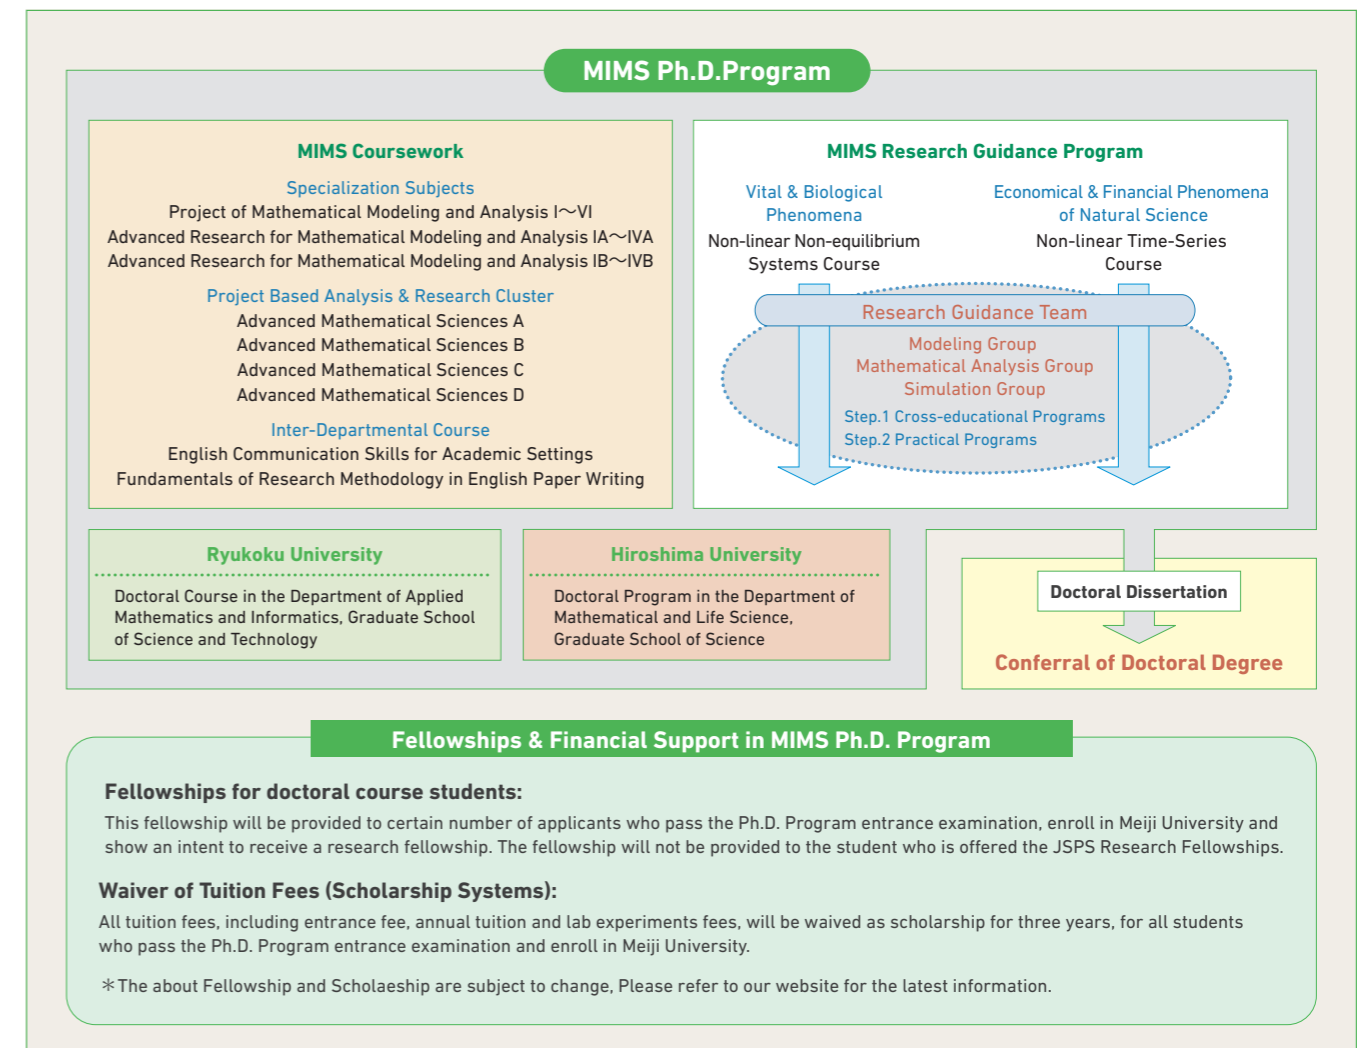 MIMS Ph.D.Program
MIMS Coursework
Specialization Subjects
Project of Mathematical Modeling and Analysis I～VI
Advanced Research for Mathematical Modeling and Analysis IA～IVA
Advanced Research for Mathematical Modeling and Analysis IB～IVB
Project Based Analysis & Research Cluster
Advanced Mathematical Sciences A
Advanced Mathematical Sciences B
Advanced Mathematical Sciences C
Advanced Mathematical Sciences D
Inter-Departmental Course
English Communication Skills for Academic Settings
Fundamentals of Research Methodology in English Paper Writing
MIMS Research Guidance Program
Vital & Biological
Phenomena
Non-linear Non-equilibrium
Systems Course
Economical & Financial Phenomena
of Natural Science
Non-linear Time-Series
Course
Research Guidance Team
Modeling Group
Mathematical Analysis Group
Simulation Group
Step.1 Cross-educational Programs
Step.2 Practical Programs
Ryukoku University
Doctoral Course in the Department of Applied
Mathematics and Informatics, Graduate School
of Science and Technology
Hiroshima University
Doctoral Program in the Department of
Mathematical and Life Science,
Graduate School of Science
Doctoral Dissertation
Conferral of Doctoral Degree
Fellowships & Financial Support in MIMS Ph.D. Program
Fellowships for doctoral course students:
This fellowship will be provided to certain number of applicants who pass the Ph.D. Program entrance examination, enroll in Meiji University and
show an intent to receive a research fellowship. The fellowship will not be provided to the student who is offered the JSPS Research Fellowships.
Waiver of Tuition Fees (Scholarship Systems):
All tuition fees, including entrance fee, annual tuition and lab experiments fees, will be waived as scholarship for three years, for all students
who pass the Ph.D. Program entrance examination and enroll in Meiji University.
＊The about Fellowship and Scholaeship are subject to change, Please refer to our website for the latest information.